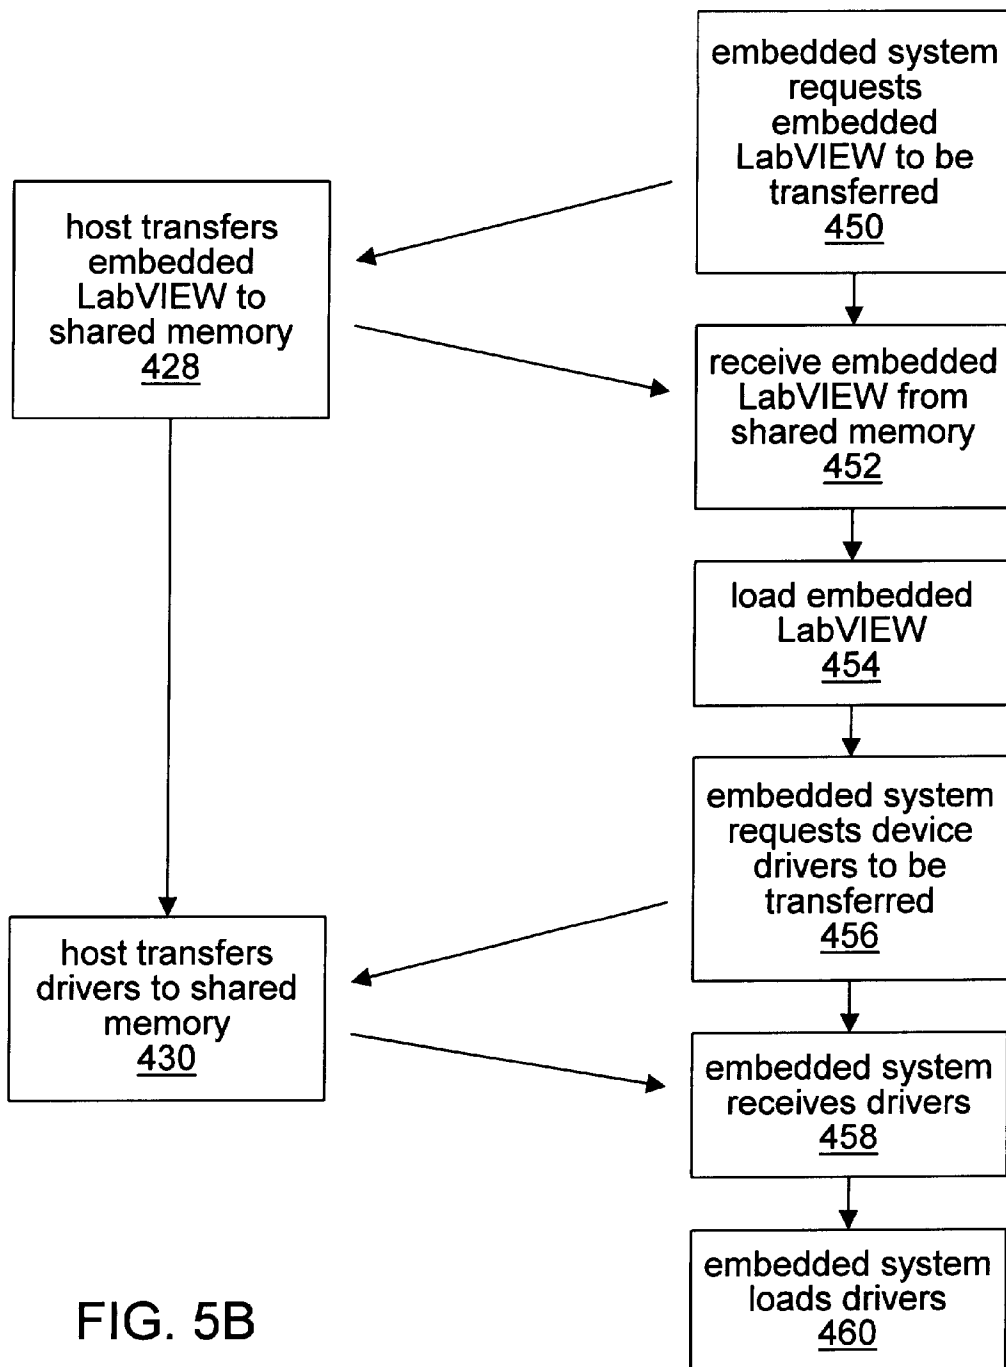 embedded system
requests
embedded
LabVIEW to be
transferred
450
host transfers
embedded
LabVIEW to
shared memory
428
receive embedded
LabVIEW from
shared memory
452
load embedded
LabVIEW
454
embedded system
requests device
drivers to be
transferred
456
host transfers
drivers to shared
memory
430
embedded system
receives drivers
458
embedded system
loads drivers
460
FIG. 5B